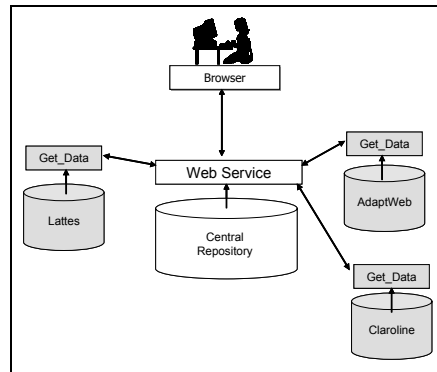 Browser
Get_Data
Get_Data
Web Service
Lattes
AdaptWeb
Central
Repository
Get_Data
Claroline